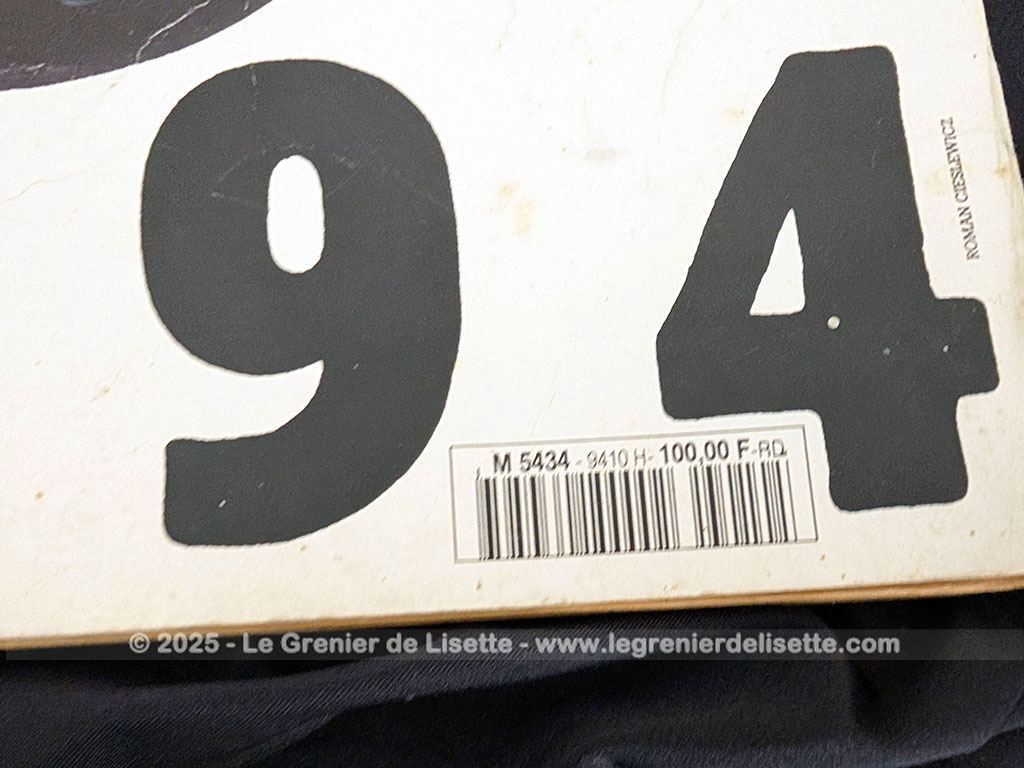 94
ROMAN CIESLEWICZ
M 5434 - 9410 H- 100,00 F-RD
© 2025 - Le Grenier de Lisette - www.legrenierdelisette.com